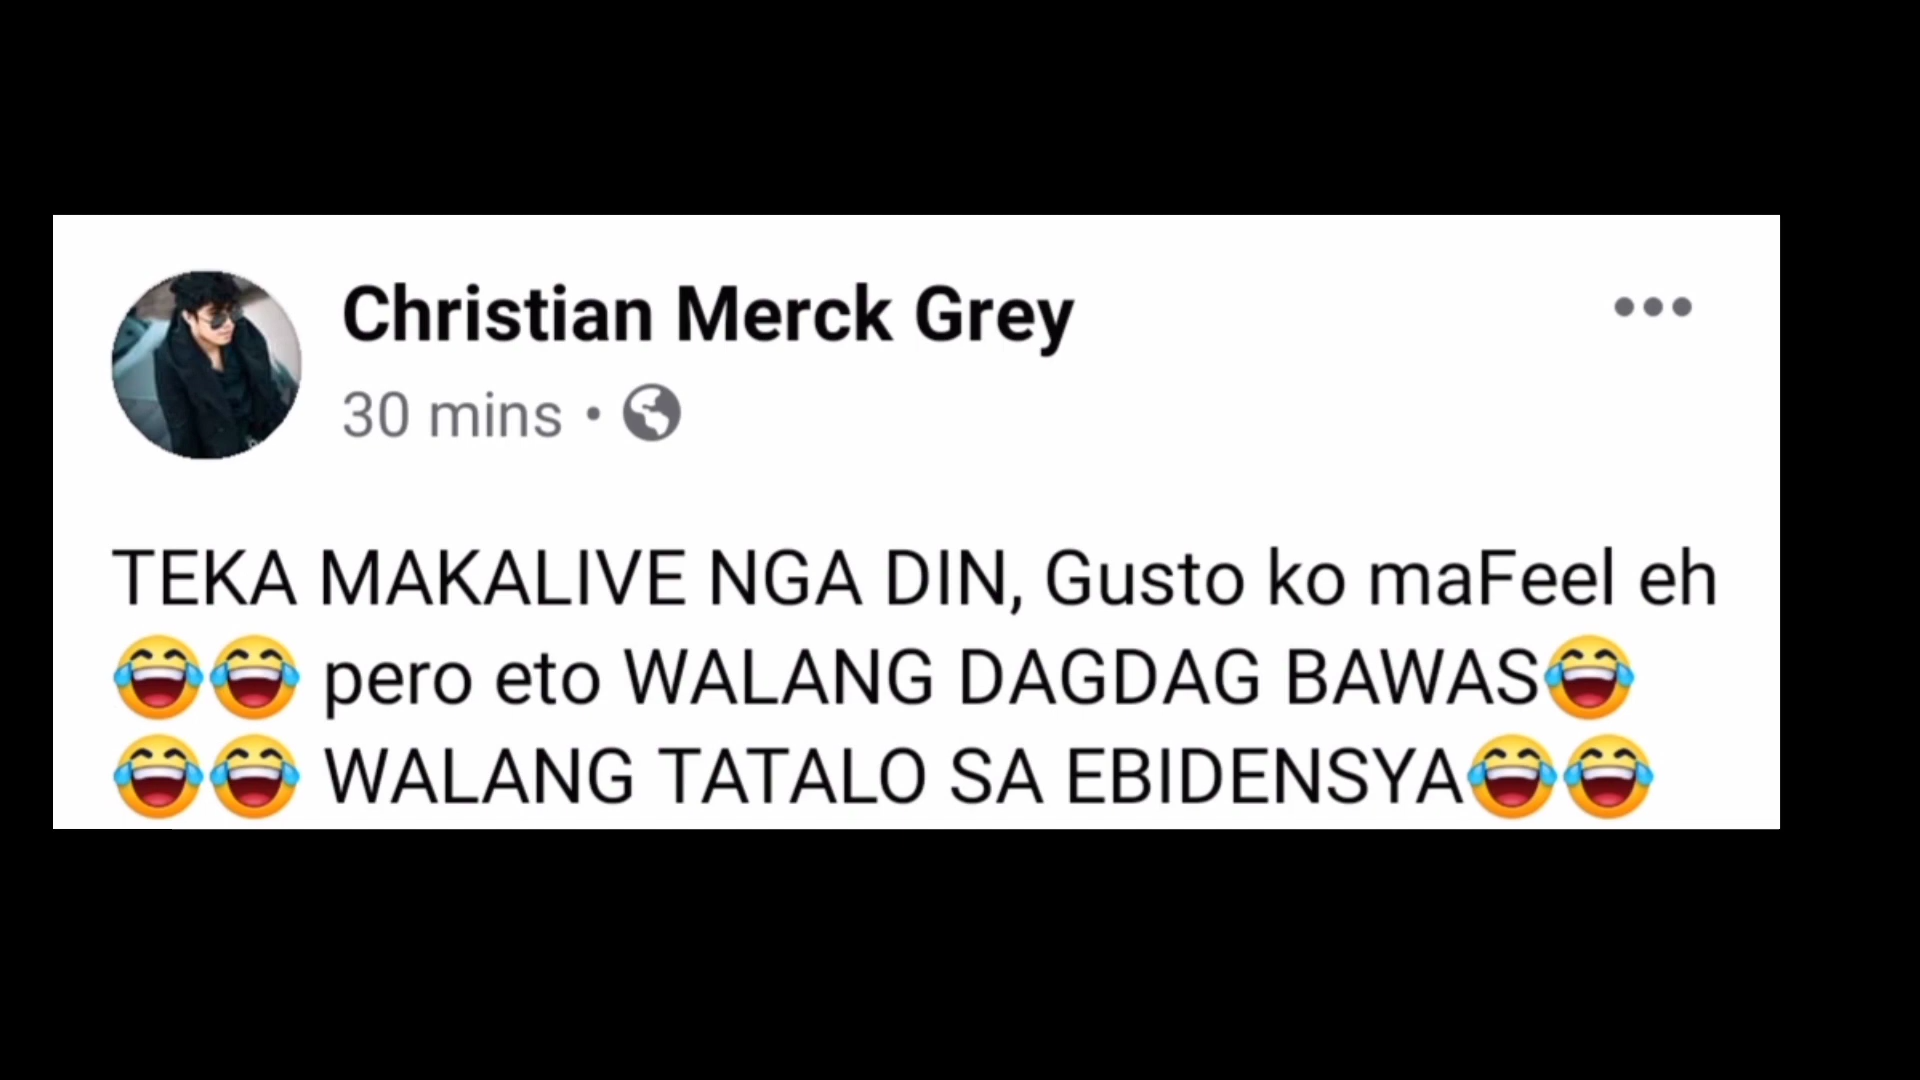 Christian Merck Grey
30 mins •
TEKA MAKALIVE NGA DIN, Gusto ko maFeel eh
😂😂 pero eto WALANG DAGDAG BAWAS😂
😂😂 WALANG TATALO SA EBIDENSYA😂😂